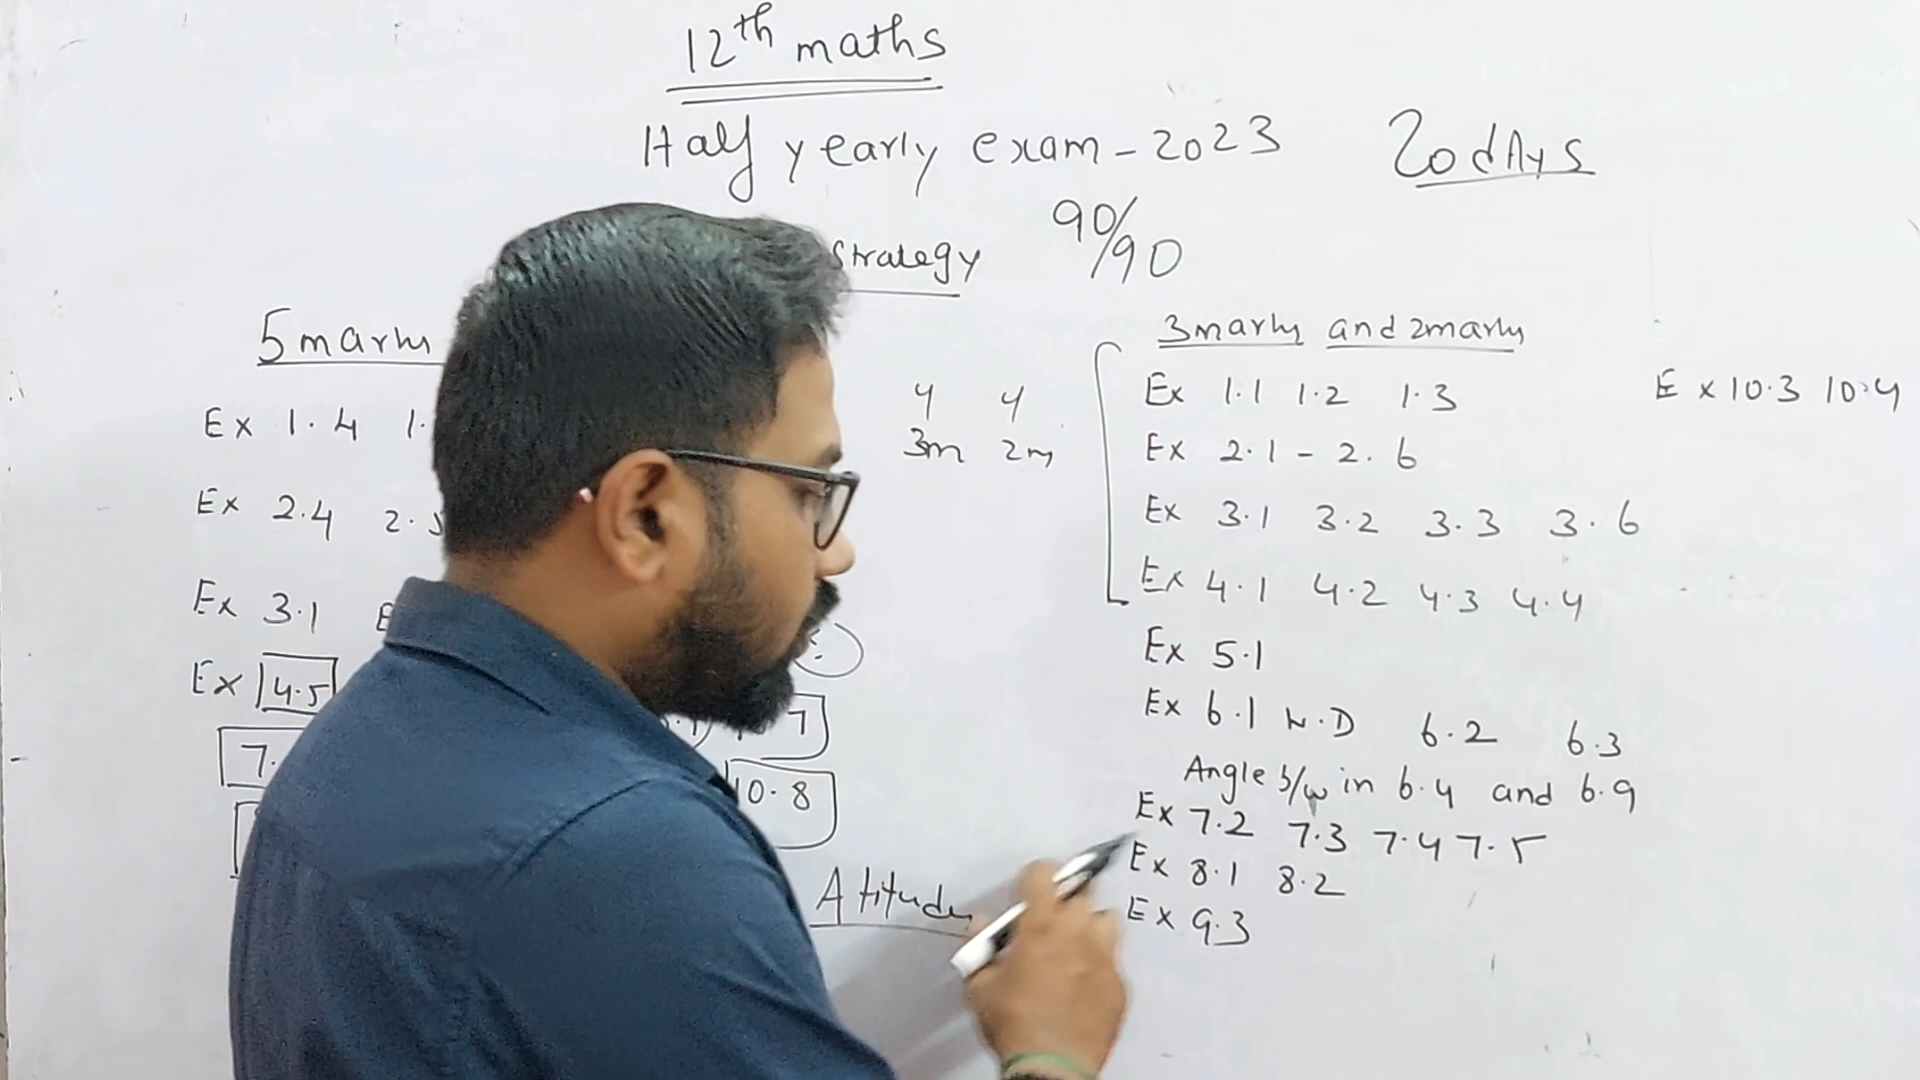 12th maths
Half yearly exam - 2023
20 dAys
strategy
90/90
5 marks
Ex 1.4
Ex 2.4
Ex 3.1
Ex 4.5
10.8
Atitude
4 4
3m 2m
3marks and 2marks
Ex 1.1 1.2 1.3
Ex 2.1 - 2.6
Ex 3.1 3.2 3.3 3.6
Ex 4.1 4.2 4.3 4.4
Ex 5.1
Ex 6.1 W.D 6.2 6.3
Angle b/w in 6.4 and 6.9
Ex 7.2 7.3 7.4 7.5
Ex 8.1 8.2
Ex 9.3
Ex 10.3 10.4